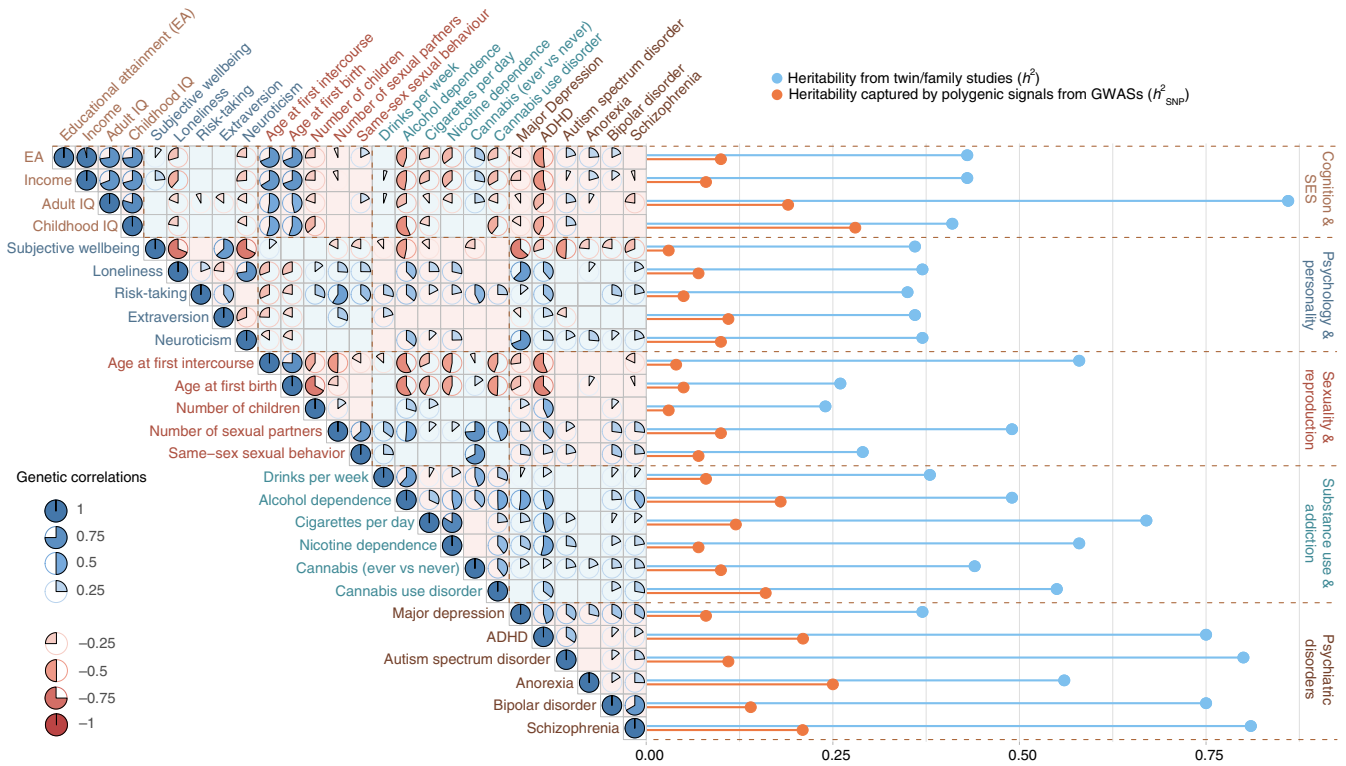 Educational attainment (EA)
Income
Adult IQ
Childhood IQ
Subjective wellbeing
Loneliness
Risk-taking
Extraversion
Neuroticism
Age at first intercourse
Age at first birth
Number of children
Number of sexual partners
Same-sex sexual behaviour
Drinks per week
Alcohol dependence
Cigarettes per day
Nicotine dependence
Cannabis (ever vs never)
Cannabis use disorder
Major Depression
ADHD
Autism spectrum disorder
Anorexia
Bipolar disorder
Schizophrenia
Heritability from twin/family studies (h²)
Heritability captured by polygenic signals from GWASs (h²SNP)
EA
Income
Adult IQ
Childhood IQ
Subjective wellbeing
Loneliness
Risk-taking
Extraversion
Neuroticism
Age at first intercourse
Age at first birth
Number of children
Number of sexual partners
Same−sex sexual behavior
Drinks per week
Alcohol dependence
Cigarettes per day
Nicotine dependence
Cannabis (ever vs never)
Cannabis use disorder
Major depression
ADHD
Autism spectrum disorder
Anorexia
Bipolar disorder
Schizophrenia
Cognition &
SES
Psychology &
personality
Sexuality &
reproduction
Substance use &
addiction
Psychiatric
disorders
Genetic correlations
1
0.75
0.5
0.25
−0.25
−0.5
−0.75
−1
0.00
0.25
0.50
0.75